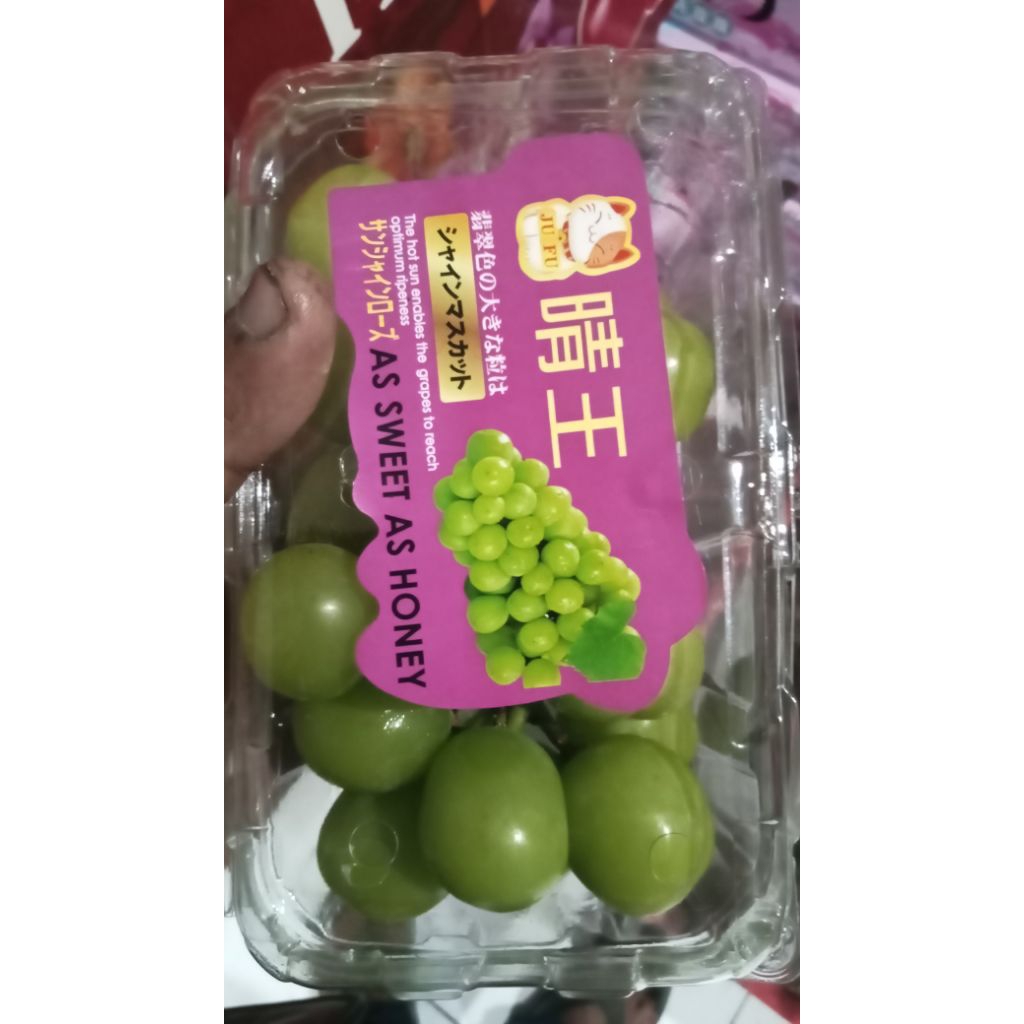 JU FU
晴王
翡翠色の大きな粒は
シャインマスカット
The hot sun enables the grapes to reach
optimum ripeness
サンシャインローズ
AS SWEET AS HONEY